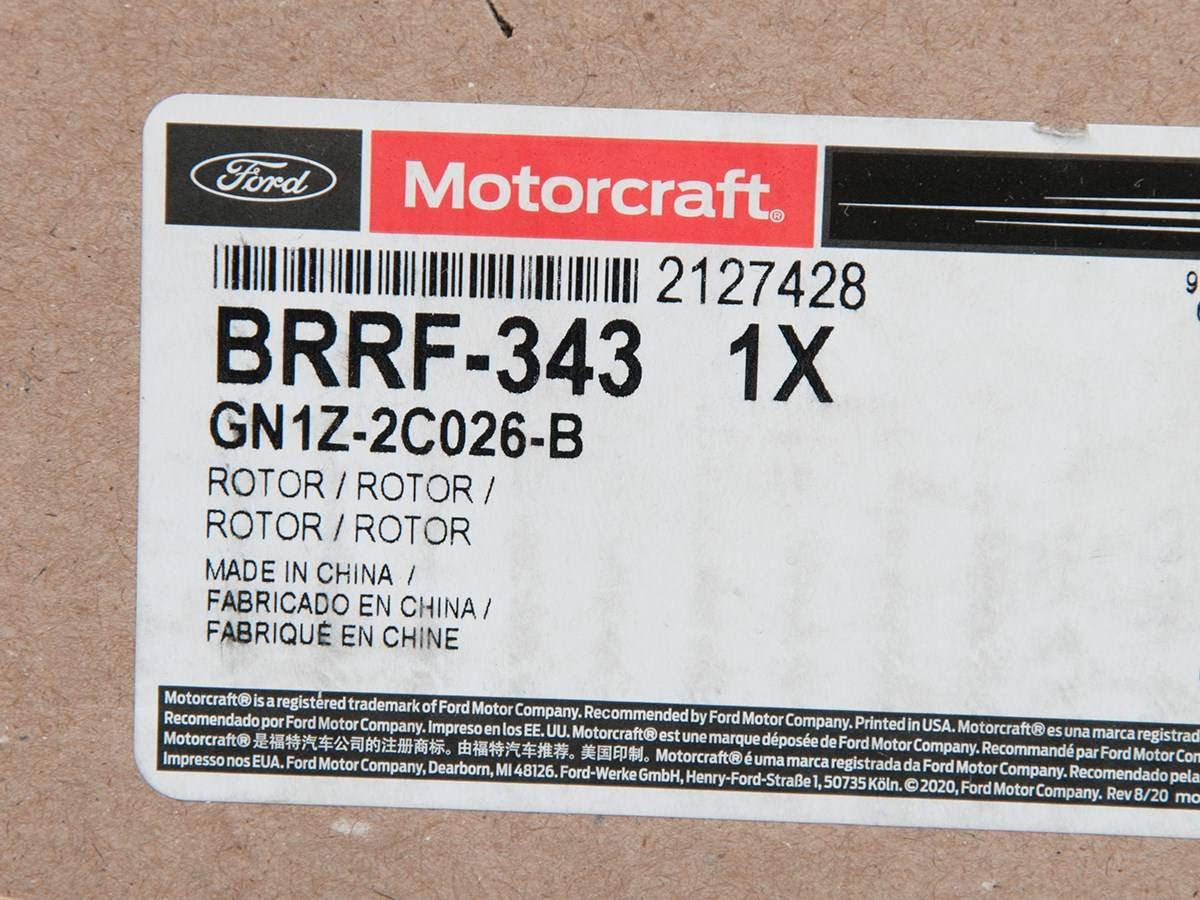 Ford Motorcraft®
2127428
BRRF-343 1X
GN1Z-2C026-B
ROTOR / ROTOR /
ROTOR / ROTOR
MADE IN CHINA /
FABRICADO EN CHINA /
FABRIQUÉ EN CHINE
Motorcraft® is a registered trademark of Ford Motor Company. Recommended by Ford Motor Company. Printed in USA. Motorcraft® es una marca registrad
Recomendado por Ford Motor Company. Impreso en los EE. UU. Motorcraft® est une marque déposée de Ford Motor Company. Recommandé par Ford Motor Com
Motorcraft® 是福特汽车公司的注册商标。由福特汽车推荐。美国印制。Motorcraft® é uma marca registrada da Ford Motor Company. Recomendado pela
Impresso nos EUA. Ford Motor Company, Dearborn, MI 48126. Ford-Werke GmbH, Henry-Ford-Straße 1, 50735 Köln. © 2020, Ford Motor Company. Rev 8/20 mo